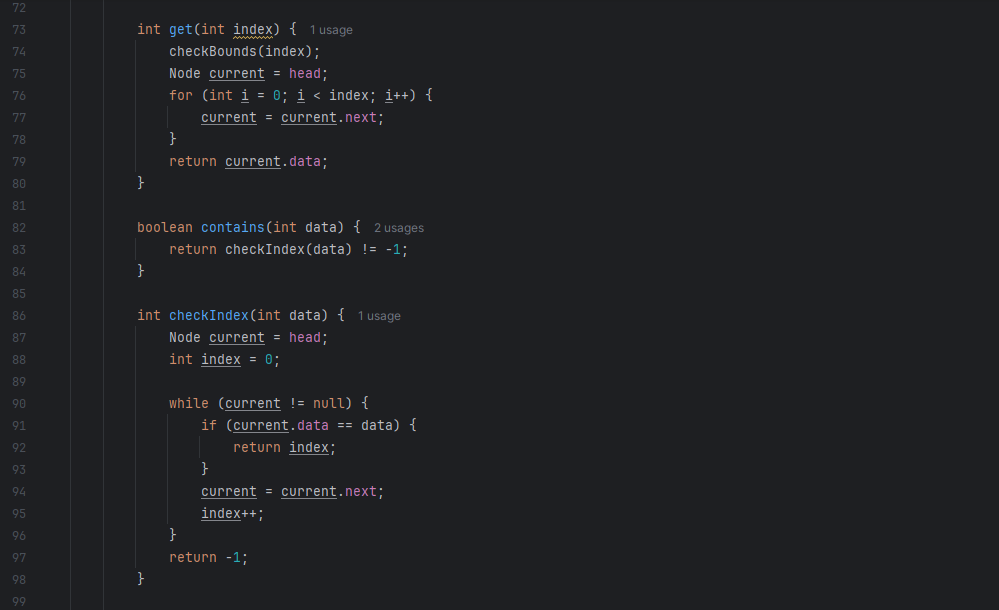 72
73 int get(int index) { 1 usage
74 checkBounds(index);
75 Node current = head;
76 for (int i = 0; i < index; i++) {
77 current = current.next;
78 }
79 return current.data;
80 }
81
82 boolean contains(int data) { 2 usages
83 return checkIndex(data) != -1;
84 }
85
86 int checkIndex(int data) { 1 usage
87 Node current = head;
88 int index = 0;
89
90 while (current != null) {
91 if (current.data == data) {
92 return index;
93 }
94 current = current.next;
95 index++;
96 }
97 return -1;
98 }
99